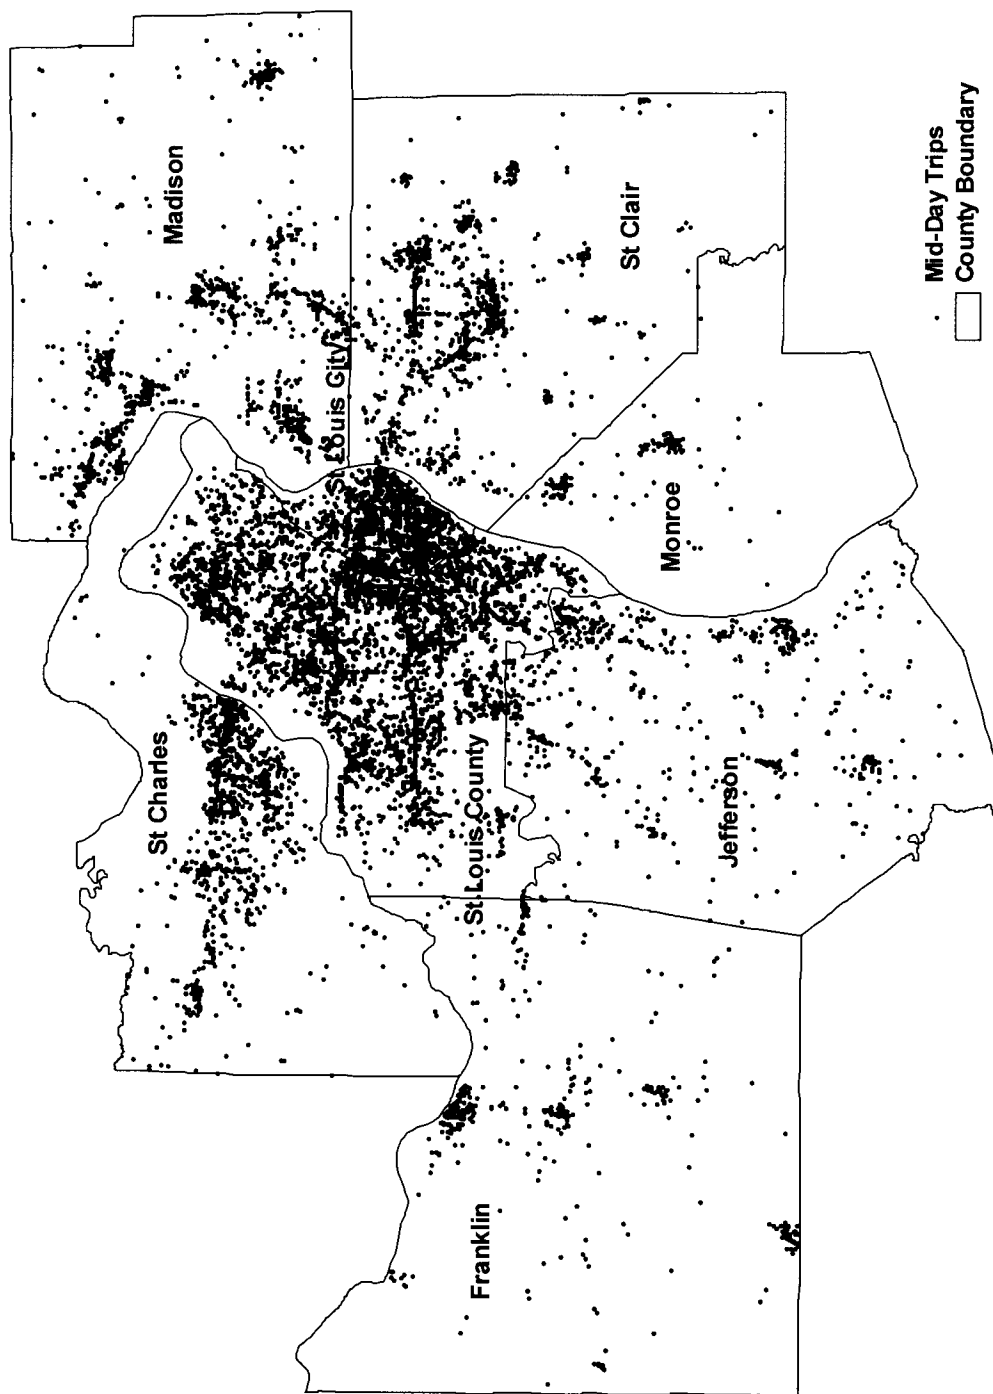 Madison
St Louis City
St Clair
St Charles
St Louis County
Monroe
Jefferson
Franklin
Mid-Day Trips
County Boundary